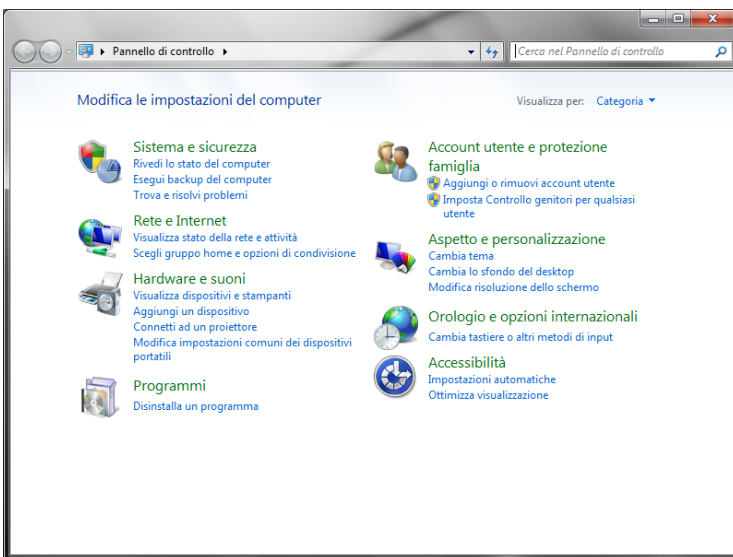 Pannello di controllo
Cerca nel Pannello di controllo
Modifica le impostazioni del computer
Visualizza per: Categoria
Sistema e sicurezza
Rivedi lo stato del computer
Esegui backup del computer
Trova e risolvi problemi
Rete e Internet
Visualizza stato della rete e attività
Scegli gruppo home e opzioni di condivisione
Hardware e suoni
Visualizza dispositivi e stampanti
Aggiungi un dispositivo
Connetti ad un proiettore
Modifica impostazioni comuni dei dispositivi
portatili
Programmi
Disinstalla un programma
Account utente e protezione
famiglia
Aggiungi o rimuovi account utente
Imposta Controllo genitori per qualsiasi
utente
Aspetto e personalizzazione
Cambia tema
Cambia lo sfondo del desktop
Modifica risoluzione dello schermo
Orologio e opzioni internazionali
Cambia tastiere o altri metodi di input
Accessibilità
Impostazioni automatiche
Ottimizza visualizzazione